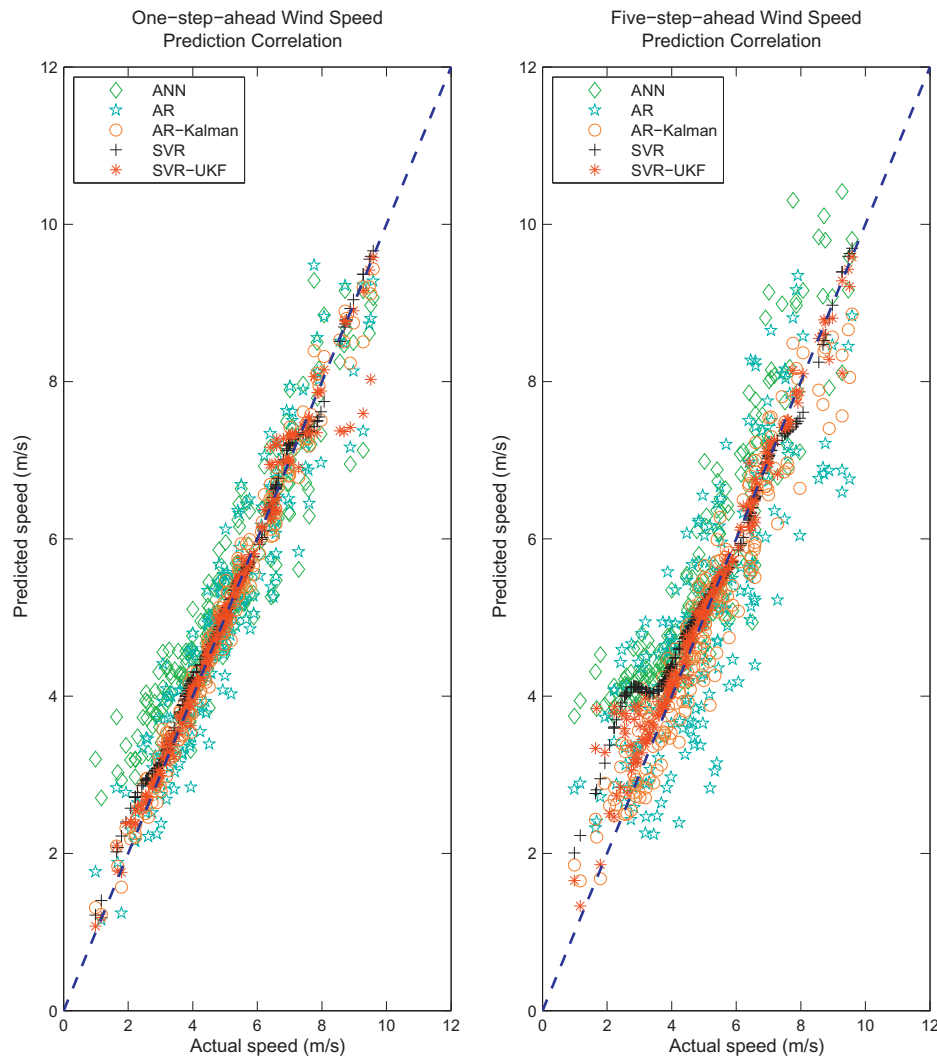 One−step−ahead Wind Speed
Prediction Correlation
12
10
8
6
4
2
0
Predicted speed (m/s)
ANN
AR
AR−Kalman
SVR
SVR−UKF
0 2 4 6 8 10 12
Actual speed (m/s)
Five−step−ahead Wind Speed
Prediction Correlation
12
10
8
6
4
2
0
Predicted speed (m/s)
ANN
AR
AR−Kalman
SVR
SVR−UKF
0 2 4 6 8 10 12
Actual speed (m/s)